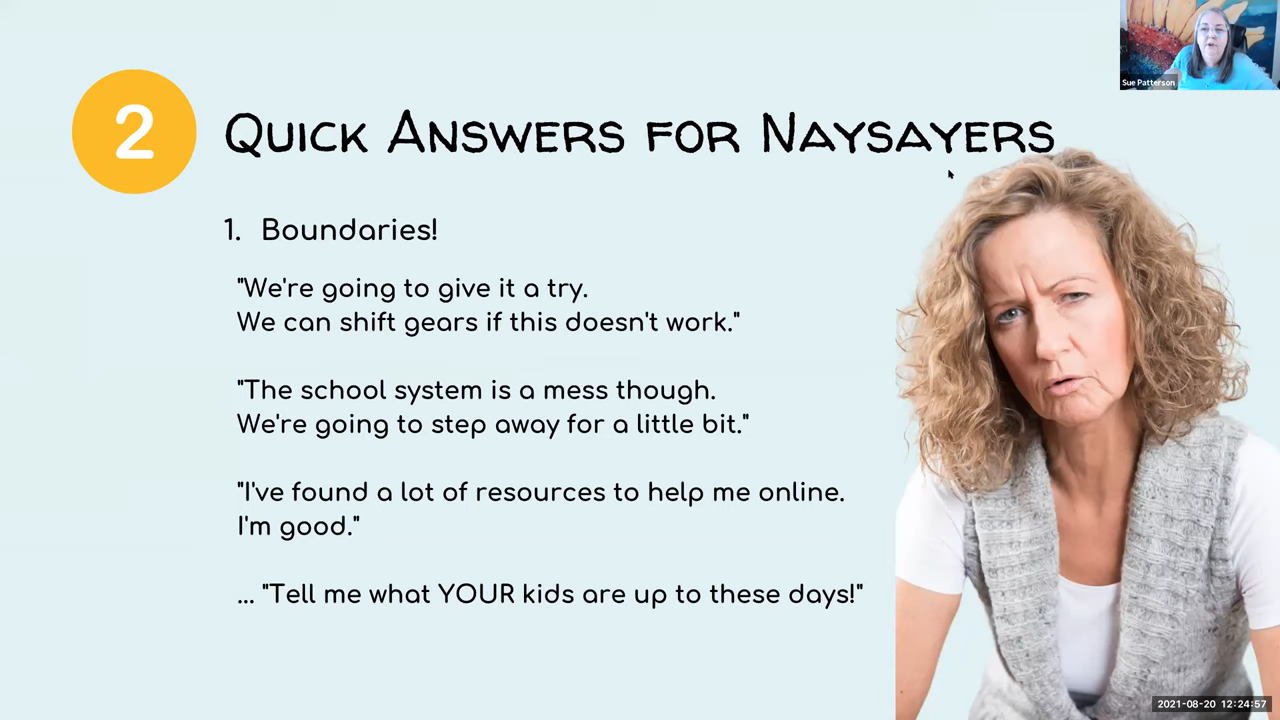 Sue Patterson
2 Quick Answers for Naysayers
1. Boundaries!
"We're going to give it a try.
We can shift gears if this doesn't work."
"The school system is a mess though.
We're going to step away for a little bit."
"I've found a lot of resources to help me online.
I'm good."
... "Tell me what YOUR kids are up to these days!"
2021-08-20 12:24:57